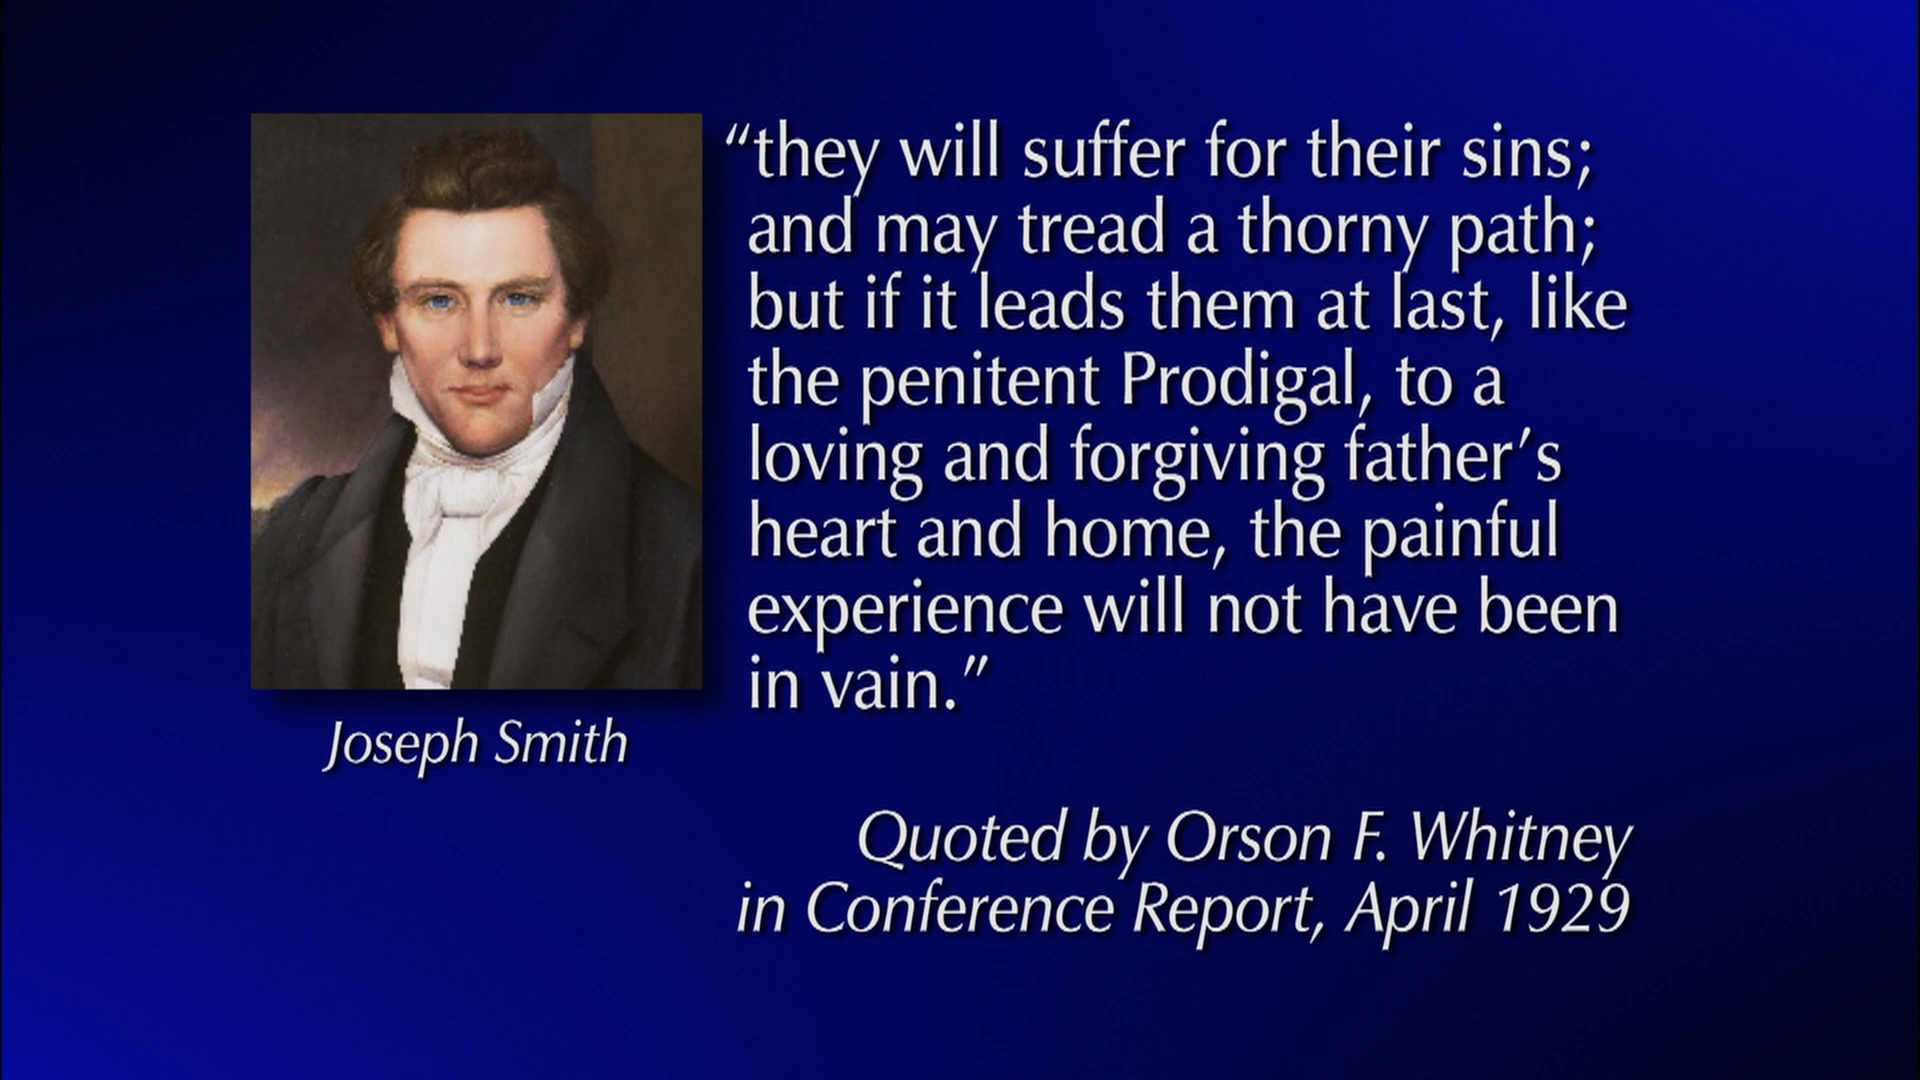 “they will suffer for their sins;
and may tread a thorny path;
but if it leads them at last, like
the penitent Prodigal, to a
loving and forgiving father’s
heart and home, the painful
experience will not have been
in vain.”
Joseph Smith
Quoted by Orson F. Whitney
in Conference Report, April 1929